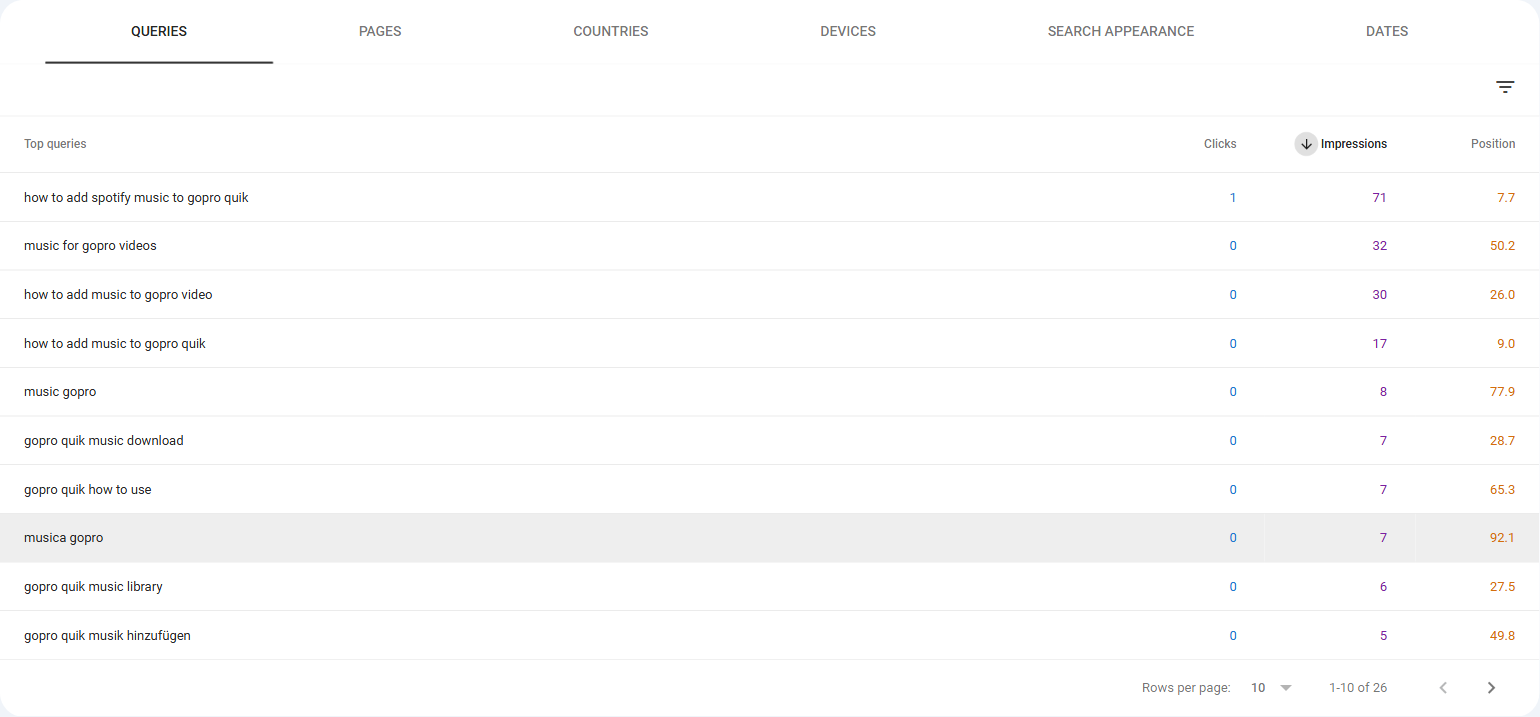 QUERIES PAGES COUNTRIES DEVICES SEARCH APPEARANCE DATES
Top queries Clicks Impressions Position
how to add spotify music to gopro quik 1 71 7.7
music for gopro videos 0 32 50.2
how to add music to gopro video 0 30 26.0
how to add music to gopro quik 0 17 9.0
music gopro 0 8 77.9
gopro quik music download 0 7 28.7
gopro quik how to use 0 7 65.3
musica gopro 0 7 92.1
gopro quik music library 0 6 27.5
gopro quik musik hinzufügen 0 5 49.8
Rows per page: 10 1-10 of 26